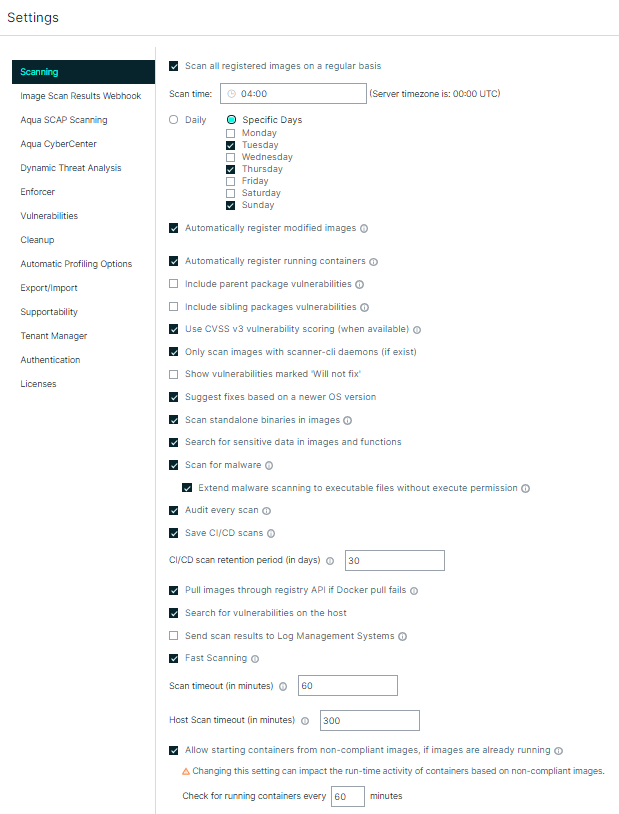 Settings
Scanning
Image Scan Results Webhook
Aqua SCAP Scanning
Aqua CyberCenter
Dynamic Threat Analysis
Enforcer
Vulnerabilities
Cleanup
Automatic Profiling Options
Export/Import
Supportability
Tenant Manager
Authentication
Licenses
Scan all registered images on a regular basis
Scan time: 04:00 (Server timezone is: 00:00 UTC)
Daily Specific Days
Monday
Tuesday
Wednesday
Thursday
Friday
Saturday
Sunday
Automatically register modified images
Automatically register running containers
Include parent package vulnerabilities
Include sibling packages vulnerabilities
Use CVSS v3 vulnerability scoring (when available)
Only scan images with scanner-cli daemons (if exist)
Show vulnerabilities marked 'Will not fix'
Suggest fixes based on a newer OS version
Scan standalone binaries in images
Search for sensitive data in images and functions
Scan for malware
Extend malware scanning to executable files without execute permission
Audit every scan
Save CI/CD scans
CI/CD scan retention period (in days) 30
Pull images through registry API if Docker pull fails
Search for vulnerabilities on the host
Send scan results to Log Management Systems
Fast Scanning
Scan timeout (in minutes) 60
Host Scan timeout (in minutes) 300
Allow starting containers from non-compliant images, if images are already running
Changing this setting can impact the run-time activity of containers based on non-compliant images.
Check for running containers every 60 minutes